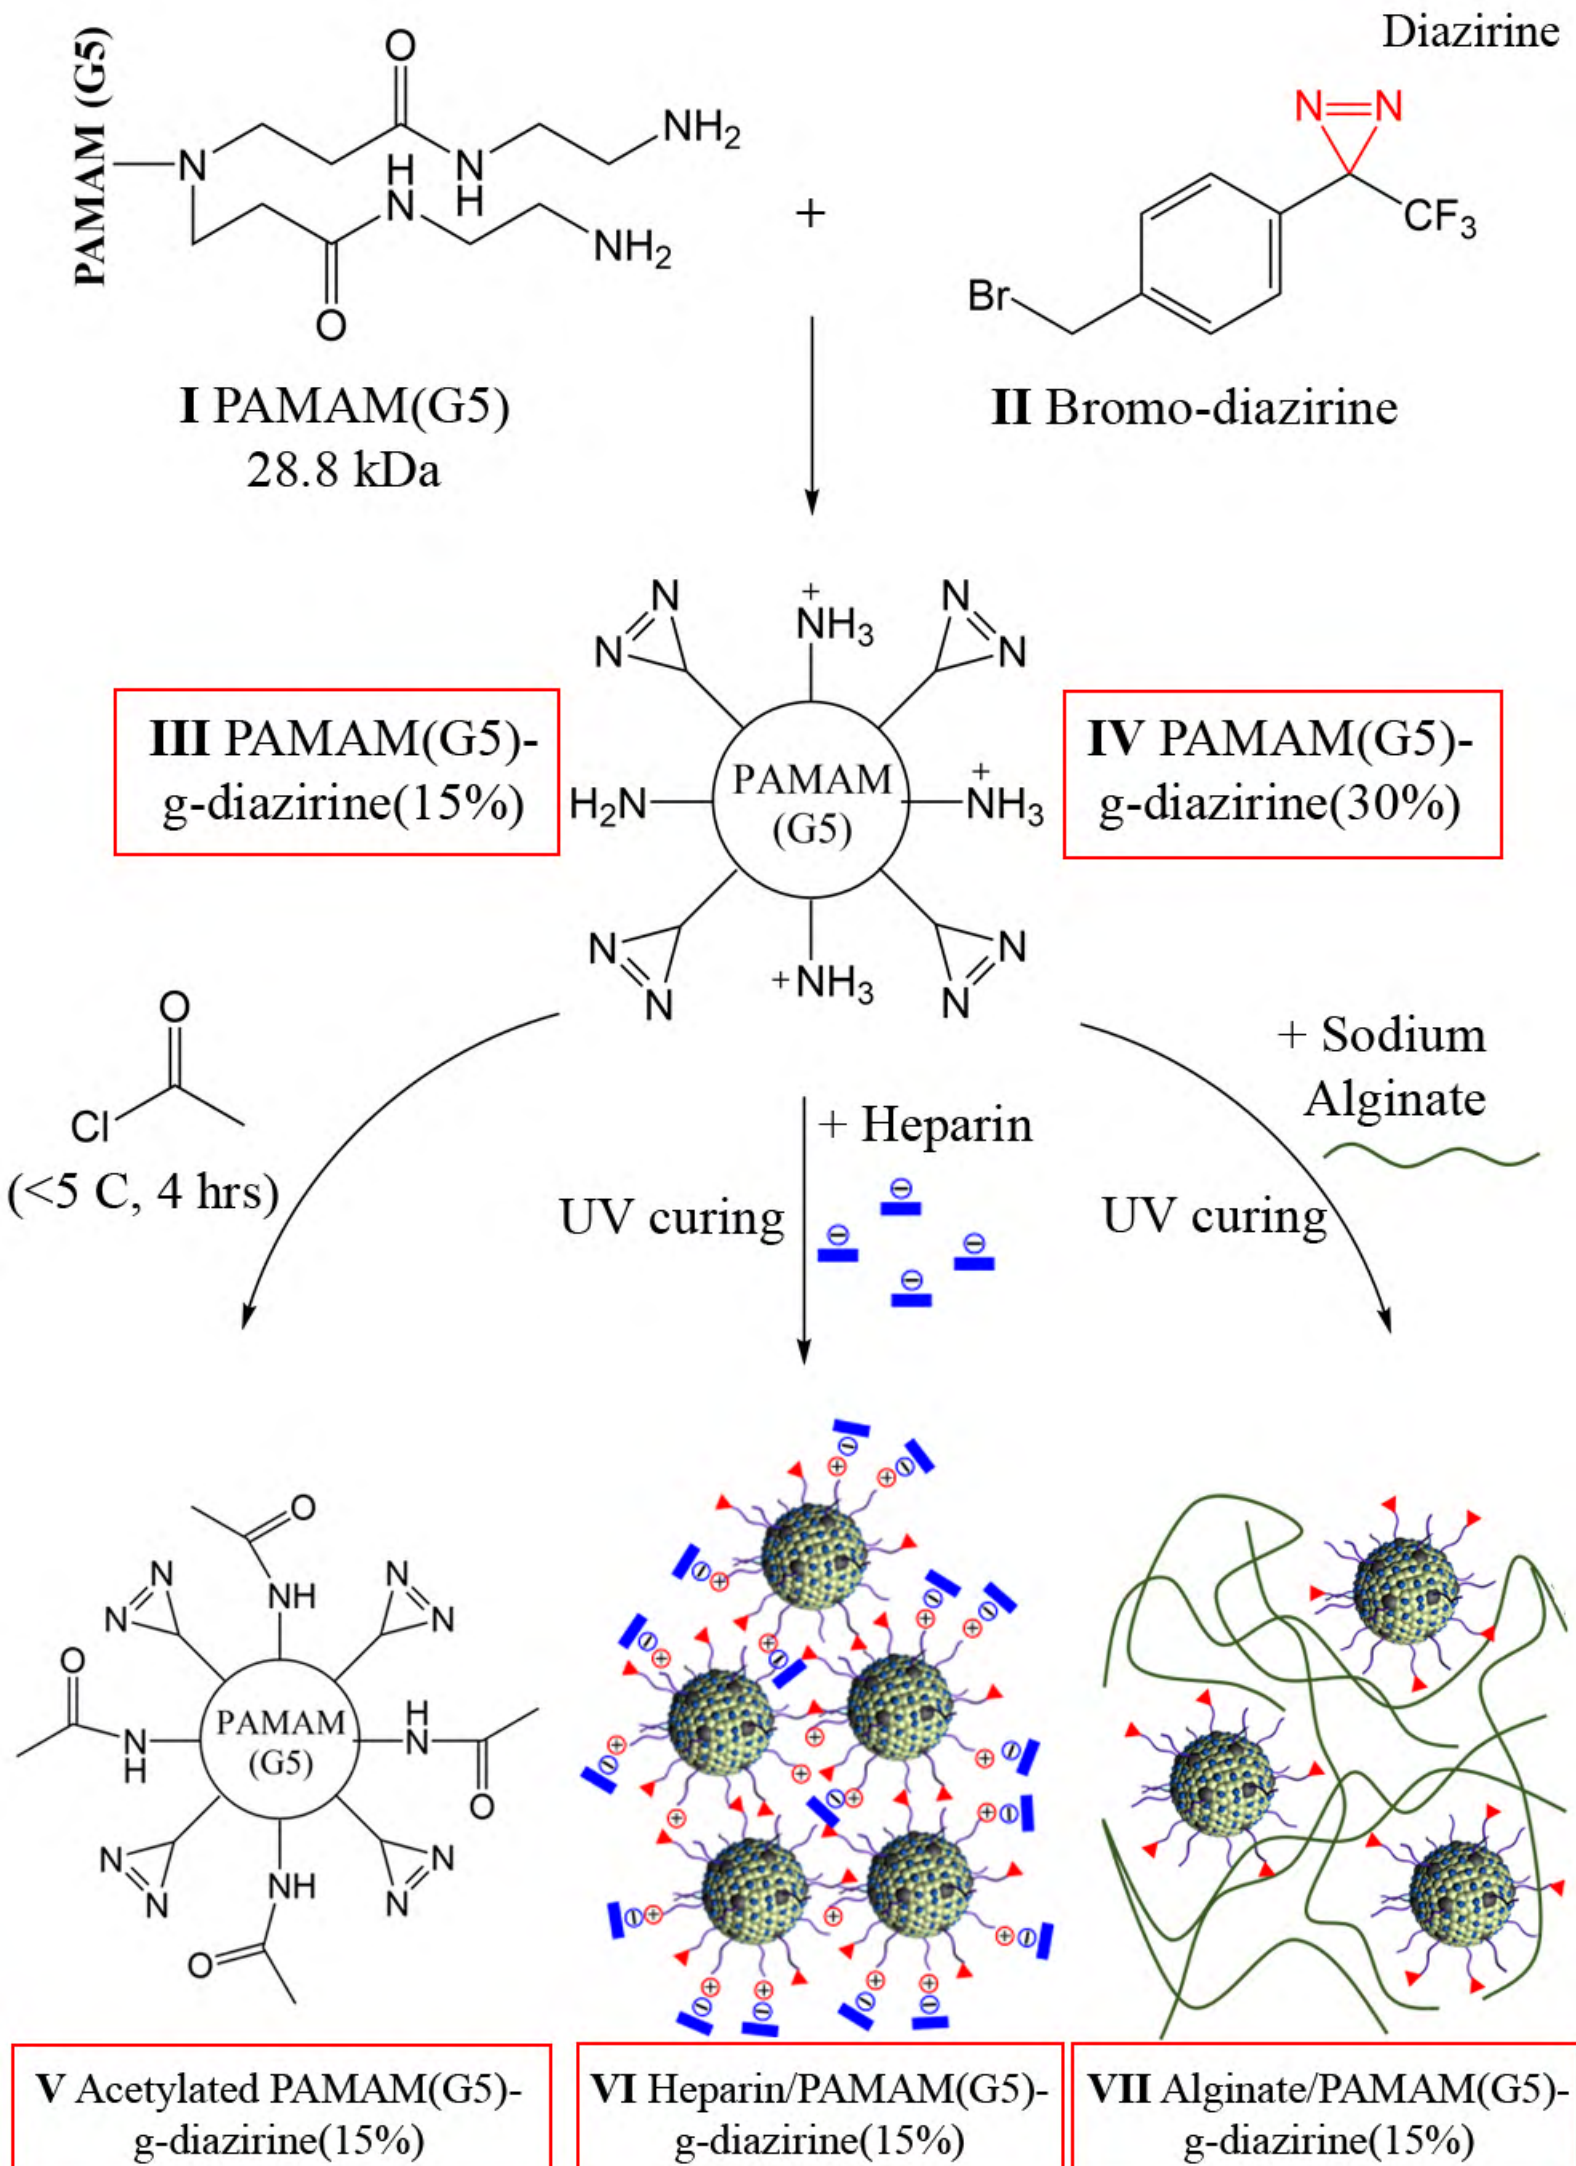 Diazirine
PAMAM (G5)
O
NH2
N
H
N
N
H
NH2
O
+
N=N
CF3
Br
I PAMAM(G5)
28.8 kDa
II Bromo-diazirine
N
N
+
NH3
N
N
III PAMAM(G5)-
g-diazirine(15%)
H2N
PAMAM
(G5)
+
NH3
IV PAMAM(G5)-
g-diazirine(30%)
N
N
+NH3
N
N
O
Cl
(<5 C, 4 hrs)
+ Heparin
UV curing
+ Sodium
Alginate
UV curing
O
N
N
NH
N
N
O
N
H
PAMAM
(G5)
H
N
O
N
N
NH
N
N
O
V Acetylated PAMAM(G5)-
g-diazirine(15%)
VI Heparin/PAMAM(G5)-
g-diazirine(15%)
VII Alginate/PAMAM(G5)-
g-diazirine(15%)